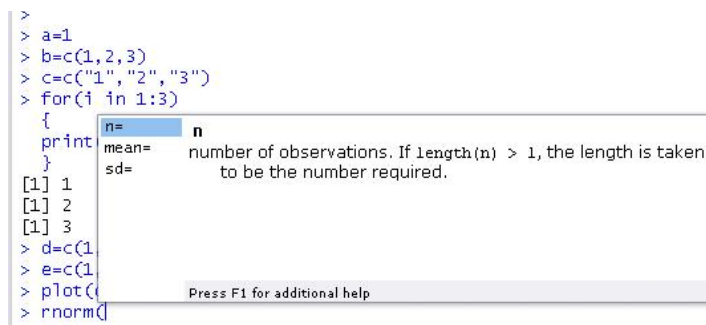 >
> a=1
> b=c(1,2,3)
> c=c("1","2","3")
> for(i in 1:3)
{
print(
}
[1] 1
[1] 2
[1] 3
> d=c(1,
> e=c(1,
> plot(
> rnorm(
n=
mean=
sd=
n
number of observations. If length(n) > 1, the length is taken
to be the number required.
Press F1 for additional help